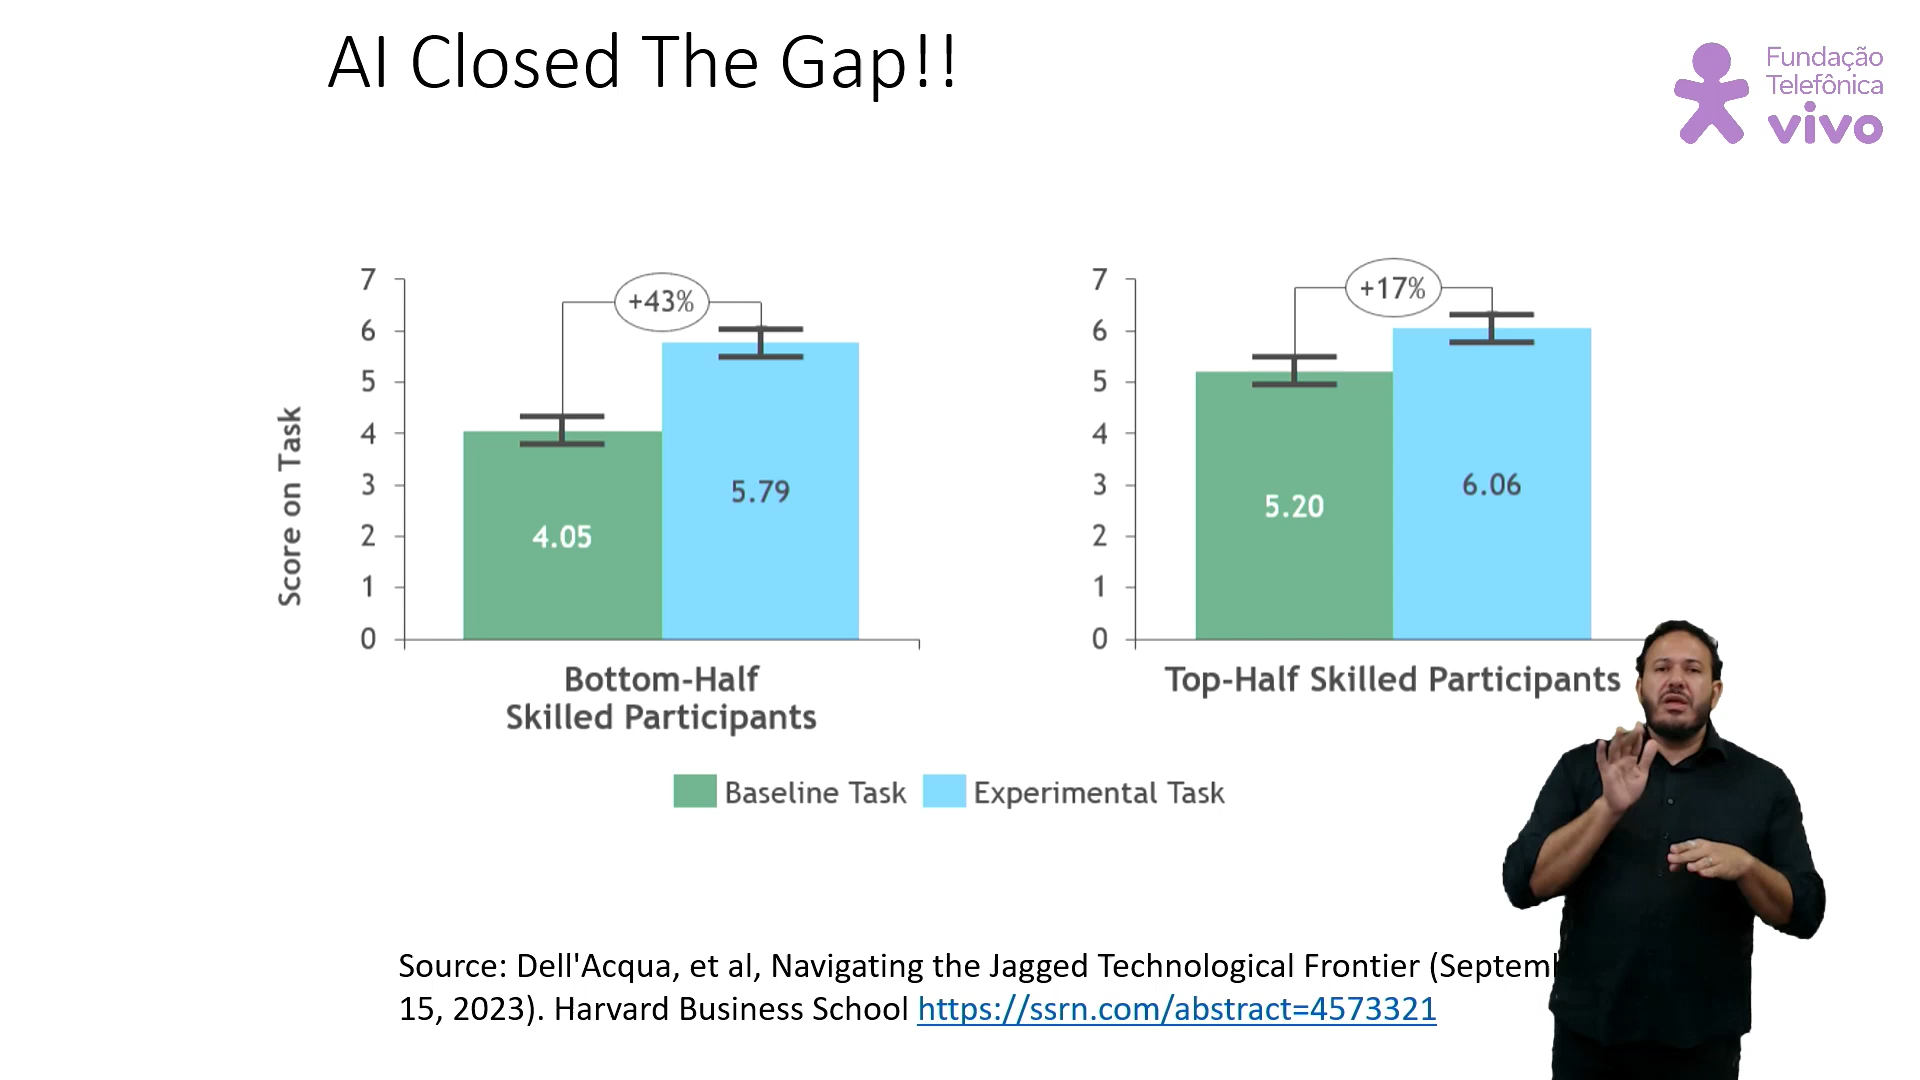 AI Closed The Gap!!
Fundação
Telefônica
vivo
7
6
5
4
3
2
1
0
Score on Task
+43%
4.05
5.79
Bottom-Half
Skilled Participants
7
6
5
4
3
2
1
0
+17%
5.20
6.06
Top-Half Skilled Participants
Baseline Task
Experimental Task
Source: Dell'Acqua, et al, Navigating the Jagged Technological Frontier
15, 2023). Harvard Business School https://ssrn.com/abstract=4573321